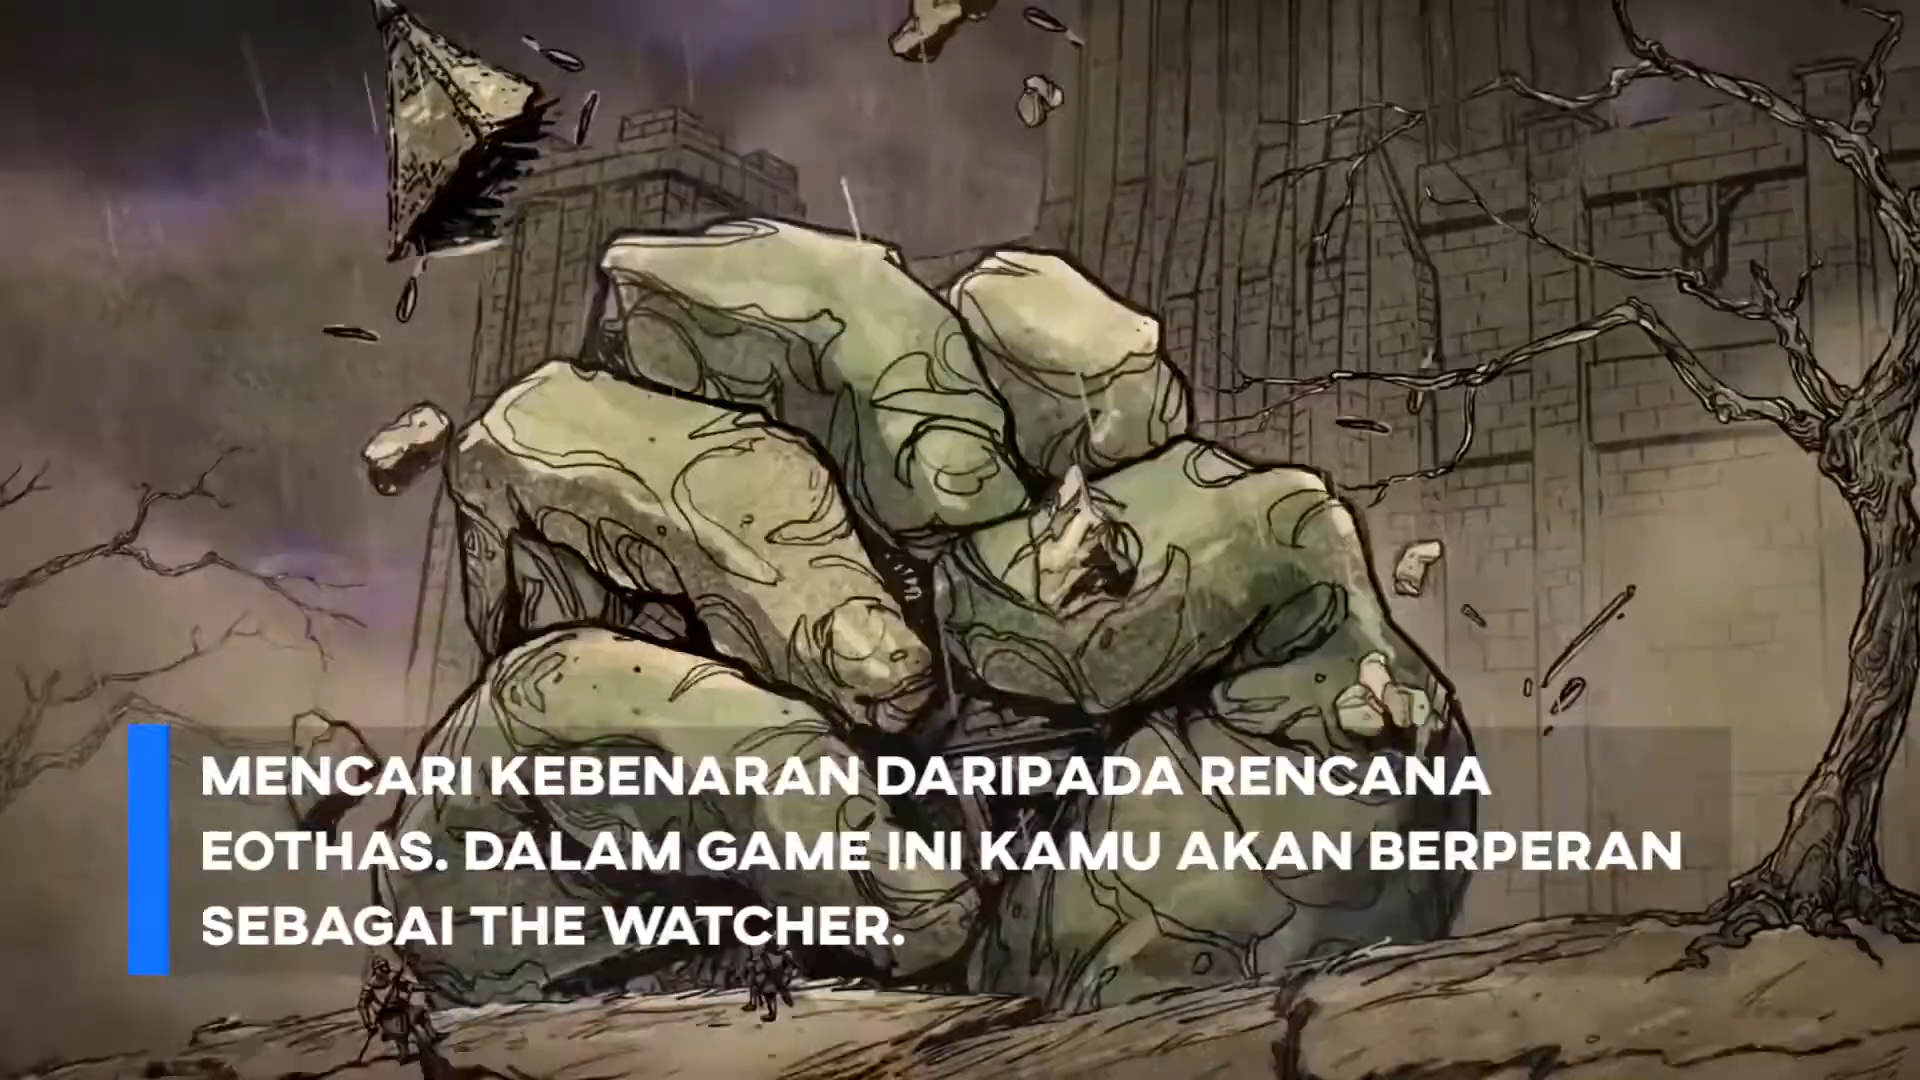 MENCARI KEBENARAN DARIPADA RENCANA
EOTHAS. DALAM GAME INI KAMU AKAN BERPERAN
SEBAGAI THE WATCHER.